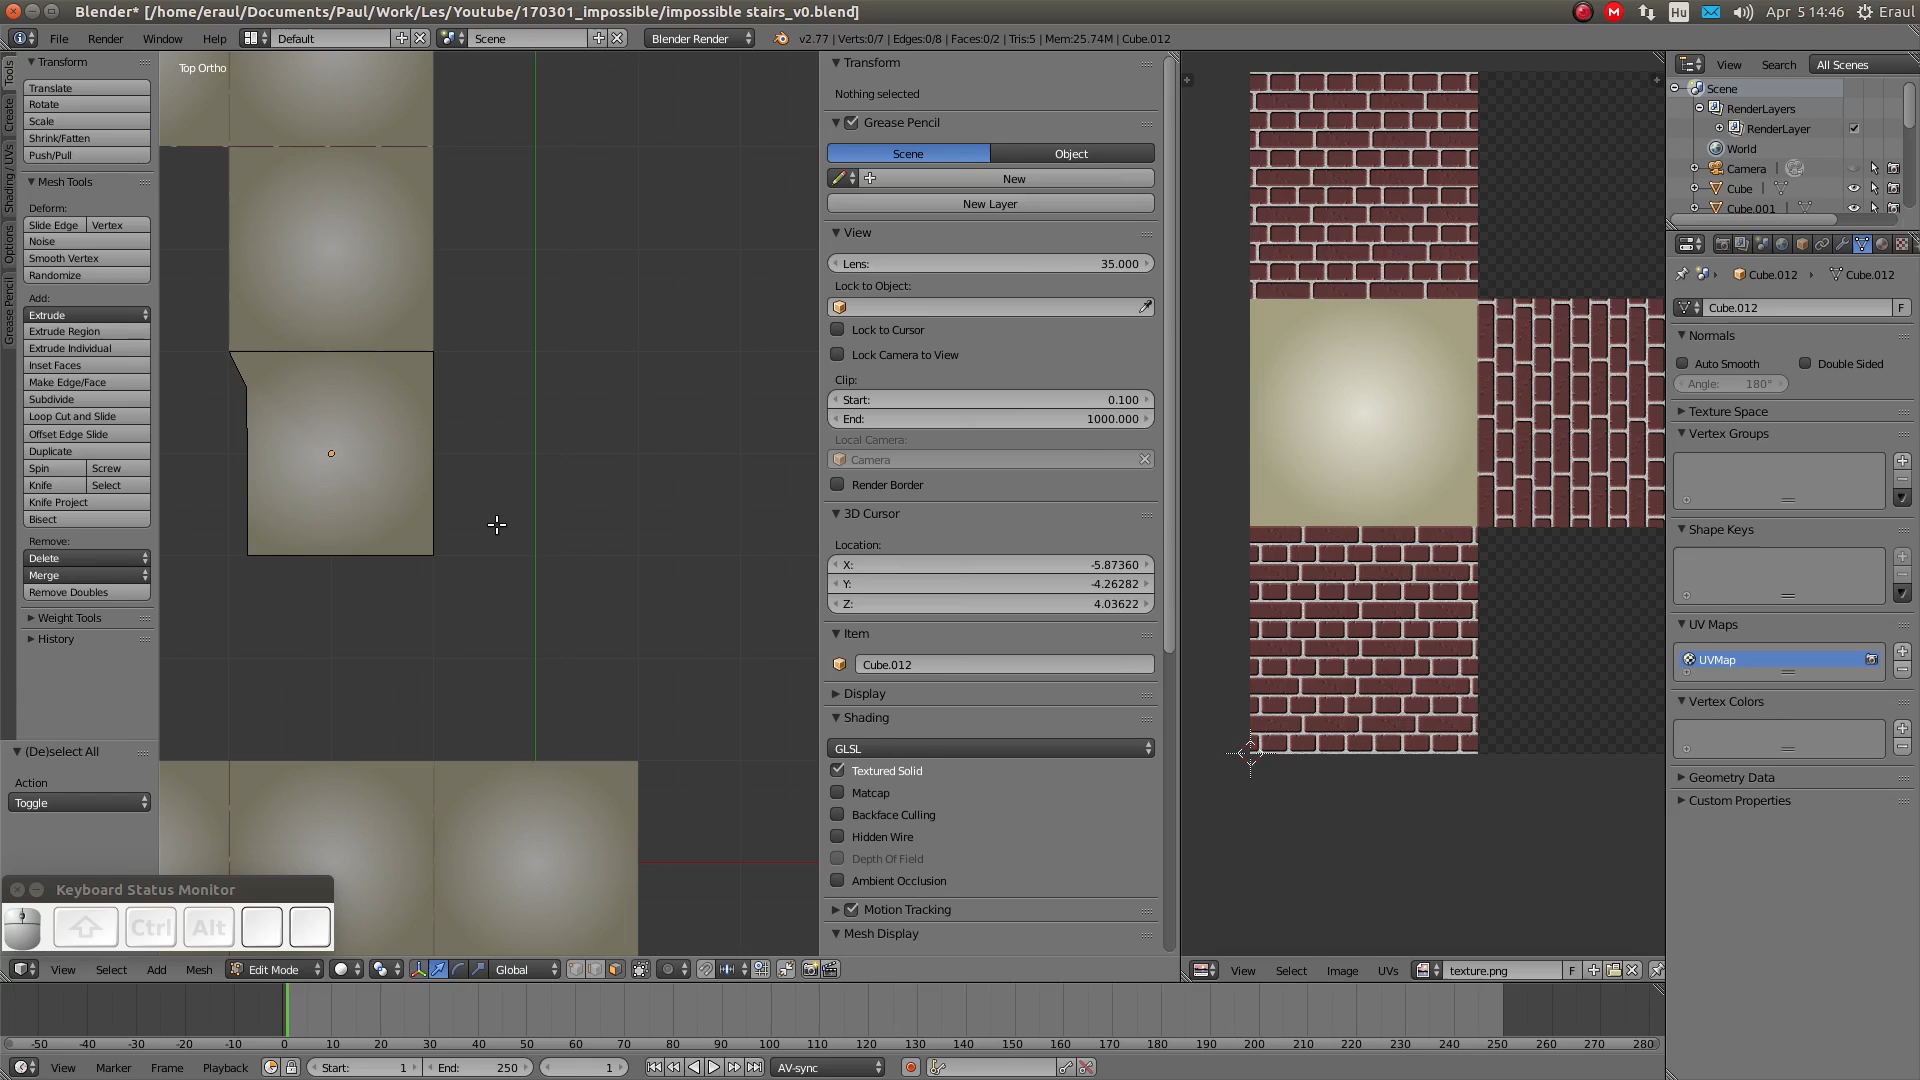 Blender* [/home/eraul/Documents/Paul/Work/Les/Youtube/170301_impossible/impossible stairs_v0.blend]
Hu
Apr 5 14:46
Eraul
File
Render
Window
Help
Default
Scene
Blender Render
v2.77 | Verts:0/7 | Edges:0/8 | Faces:0/2 | Tris:5 | Mem:25.74M | Cube.012
Tools
Create
Shading / UVs
Options
Grease Pencil
Transform
Translate
Rotate
Scale
Shrink/Fatten
Push/Pull
Mesh Tools
Deform:
Slide Edge
Vertex
Noise
Smooth Vertex
Randomize
Add:
Extrude
Extrude Region
Extrude Individual
Inset Faces
Make Edge/Face
Subdivide
Loop Cut and Slide
Offset Edge Slide
Duplicate
Spin
Screw
Knife
Select
Knife Project
Bisect
Remove:
Delete
Merge
Remove Doubles
Weight Tools
History
(De)select All
Action
Toggle
Top Ortho
Keyboard Status Monitor
Ctrl
Alt
Transform
Nothing selected
Grease Pencil
Scene
Object
New
New Layer
View
Lens:
35.000
Lock to Object:
Lock to Cursor
Lock Camera to View
Clip:
Start:
0.100
End:
1000.000
Local Camera:
Camera
Render Border
3D Cursor
Location:
X:
-5.87360
Y:
-4.26282
Z:
4.03622
Item
Cube.012
Display
Shading
GLSL
Textured Solid
Matcap
Backface Culling
Hidden Wire
Depth Of Field
Ambient Occlusion
Motion Tracking
Mesh Display
View
Search
All Scenes
Scene
RenderLayers
RenderLayer
World
Camera
Cube
Cube.001
Cube.012
Cube.012
Cube.012
F
Normals
Auto Smooth
Double Sided
Angle:
180°
Texture Space
Vertex Groups
Shape Keys
UV Maps
UVMap
Vertex Colors
Geometry Data
Custom Properties
View
Select
Add
Mesh
Edit Mode
Global
View
Select
Image
UVs
texture.png
F
-50 -40 -30 -20 -10 0 10 20 30 40 50 60 70 80 90 100 110 120 130 140 150 160 170 180 190 200 210 220 230 240 250 260 270 280
View
Marker
Frame
Playback
Start:
1
End:
250
1
AV-sync